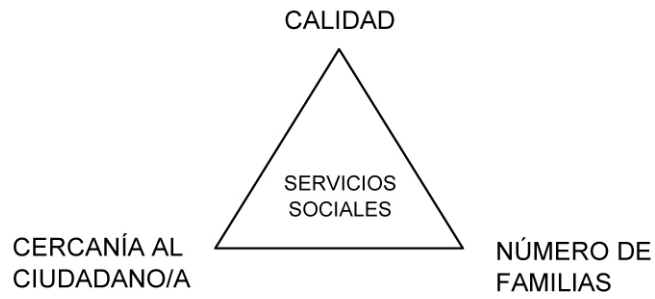 CALIDAD
SERVICIOS
SOCIALES
CERCANÍA AL
CIUDADANO/A
NÚMERO DE
FAMILIAS